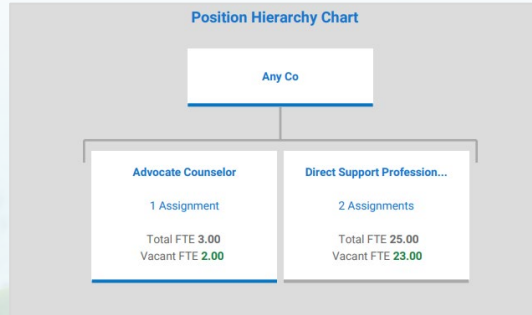 Position Hierarchy Chart
Any Co
Advocate Counselor
1 Assignment
Total FTE 3.00
Vacant FTE 2.00
Direct Support Profession...
2 Assignments
Total FTE 25.00
Vacant FTE 23.00